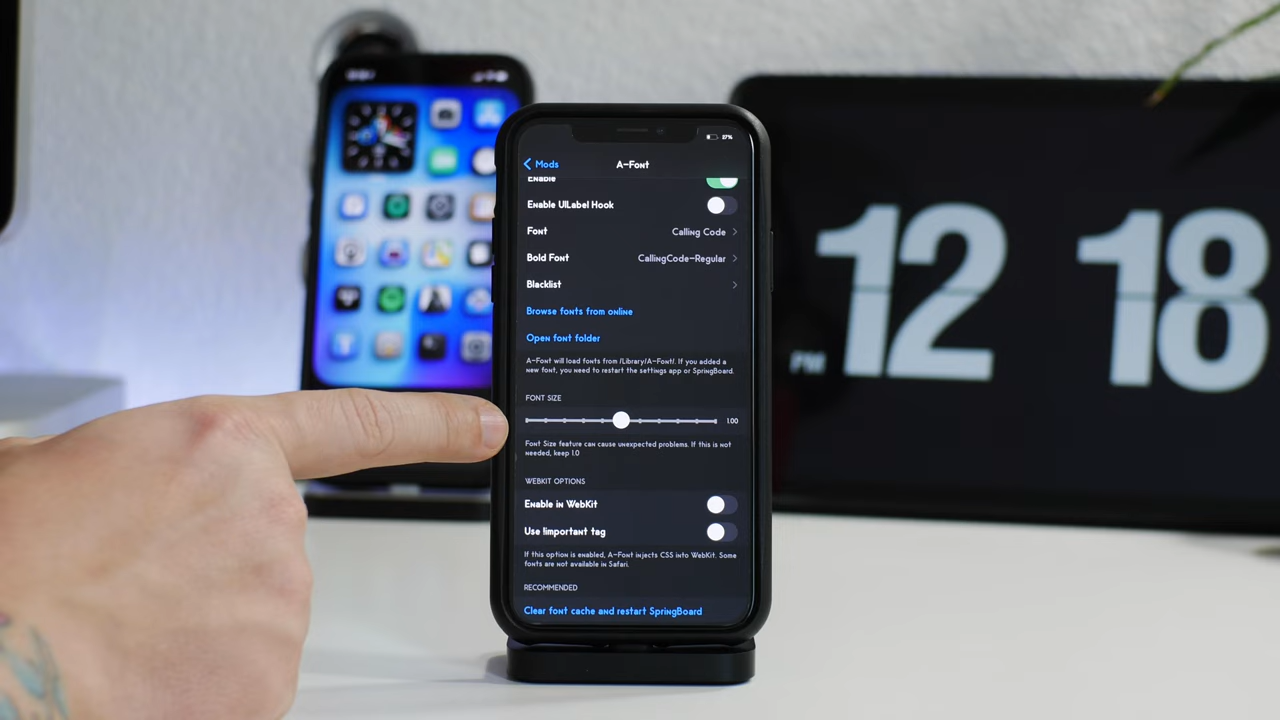 27%
Mods
A-Font
Enable
Enable UILabel Hook
Font
Calling Code
Bold Font
CallingCode-Regular
Blacklist
Browse fonts from online
Open font folder
A-Font will load fonts from /Library/A-Font/. If you added a
new font, you need to restart the settings app or SpringBoard.
FONT SIZE
1.00
Font Size feature can cause unexpected problems. If this is not
needed, keep 1.0
WEBKIT OPTIONS
Enable in WebKit
Use !important tag
If this option is enabled, A-Font injects CSS into WebKit. Some
fonts are not available in Safari.
RECOMMENDED
Clear font cache and restart SpringBoard
PM 12 18